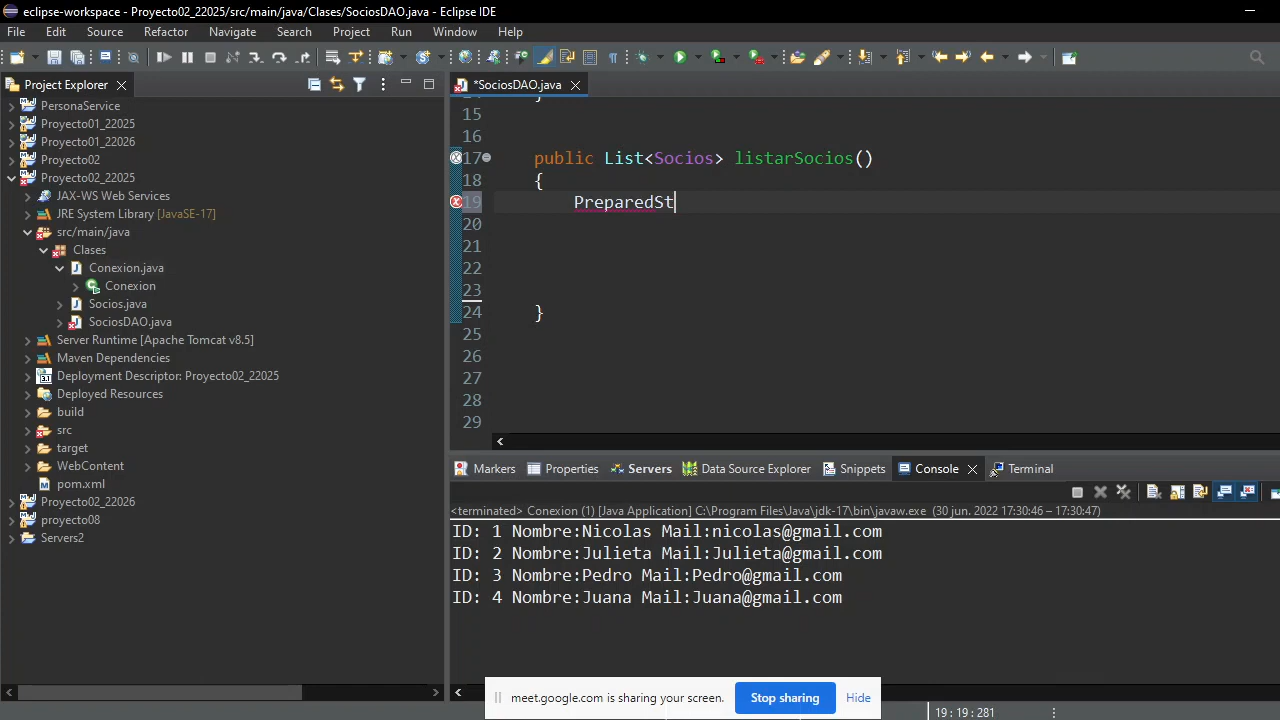 eclipse-workspace - Proyecto02_22025/src/main/java/Clases/SociosDAO.java - Eclipse IDE
File Edit Source Refactor Navigate Search Project Run Window Help
Project Explorer
PersonaService
Proyecto01_22025
Proyecto01_22026
Proyecto02
Proyecto02_22025
JAX-WS Web Services
JRE System Library [JavaSE-17]
src/main/java
Clases
Conexion.java
Conexion
Socios.java
SociosDAO.java
Server Runtime [Apache Tomcat v8.5]
Maven Dependencies
Deployment Descriptor: Proyecto02_22025
Deployed Resources
build
src
target
WebContent
pom.xml
Proyecto02_22026
proyecto08
Servers2
*SociosDAO.java
14 }
15
16
17 public List<Socios> listarSocios()
18 {
19 PreparedSt
20
21
22
23
24 }
25
26
27
28
29
Markers Properties Servers Data Source Explorer Snippets Console Terminal
<terminated> Conexion (1) [Java Application] C:\Program Files\Java\jdk-17\bin\javaw.exe (30 jun. 2022 17:30:46 – 17:30:47)
ID: 1 Nombre:Nicolas Mail:nicolas@gmail.com
ID: 2 Nombre:Julieta Mail:Julieta@gmail.com
ID: 3 Nombre:Pedro Mail:Pedro@gmail.com
ID: 4 Nombre:Juana Mail:Juana@gmail.com
meet.google.com is sharing your screen. Stop sharing Hide
19 : 19 : 281